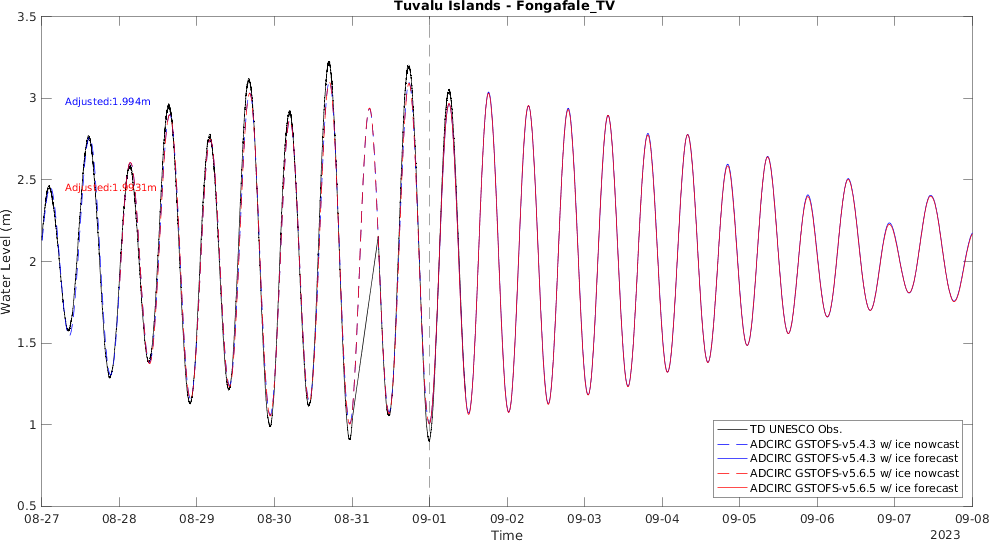 Tuvalu Islands - Fongafale_TV
Water Level (m)
3.5
3
2.5
2
1.5
1
0.5
Adjusted:1.994m
Adjusted:1.9931m
TD UNESCO Obs.
ADCIRC GSTOFS-v5.4.3 w/ ice nowcast
ADCIRC GSTOFS-v5.4.3 w/ ice forecast
ADCIRC GSTOFS-v5.6.5 w/ ice nowcast
ADCIRC GSTOFS-v5.6.5 w/ ice forecast
08-27 08-28 08-29 08-30 08-31 09-01 09-02 09-03 09-04 09-05 09-06 09-07 09-08
Time
2023